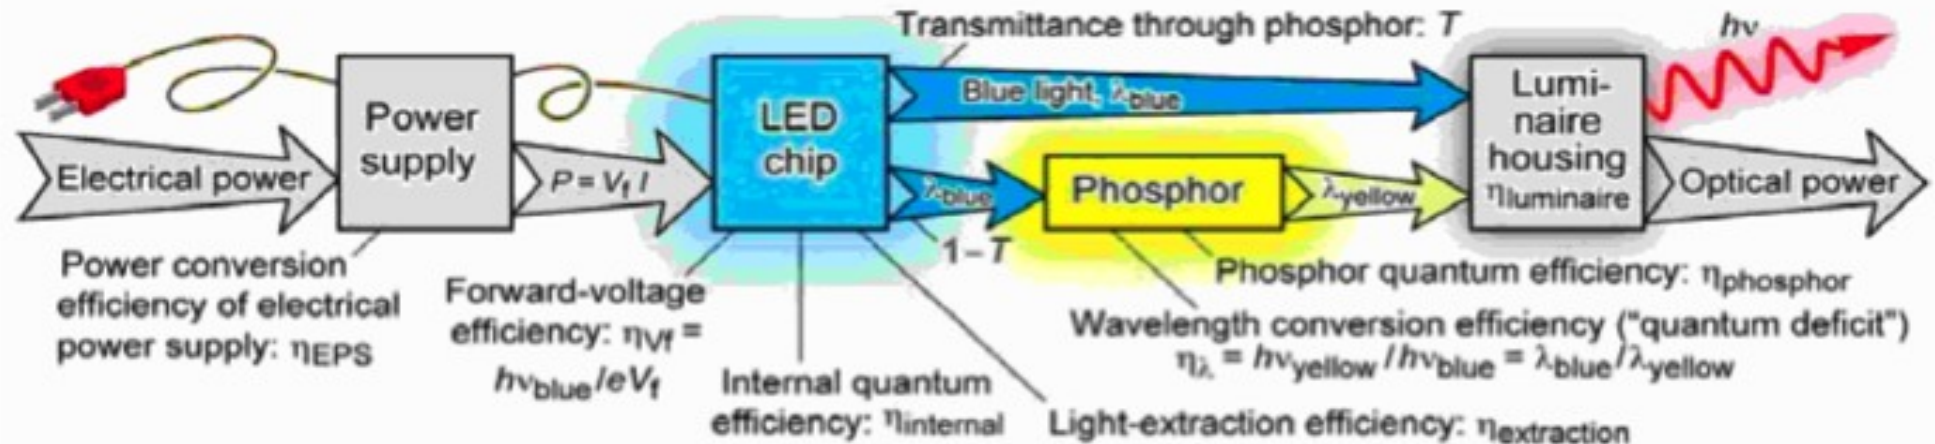 Transmittance through phosphor: T
hν
Electrical power
Power
supply
P = Vf I
LED
chip
Blue light, λblue
λblue
1 – T
Phosphor
λyellow
Lumi-
naire
housing
ηluminaire
Optical power
Power conversion
efficiency of electrical
power supply: ηEPS
Forward-voltage
efficiency: ηVf =
hνblue/eVf
Internal quantum
efficiency: ηinternal
Light-extraction efficiency: ηextraction
Phosphor quantum efficiency: ηphosphor
Wavelength conversion efficiency (“quantum deficit”)
ηλ = hνyellow / hνblue = λblue/λyellow